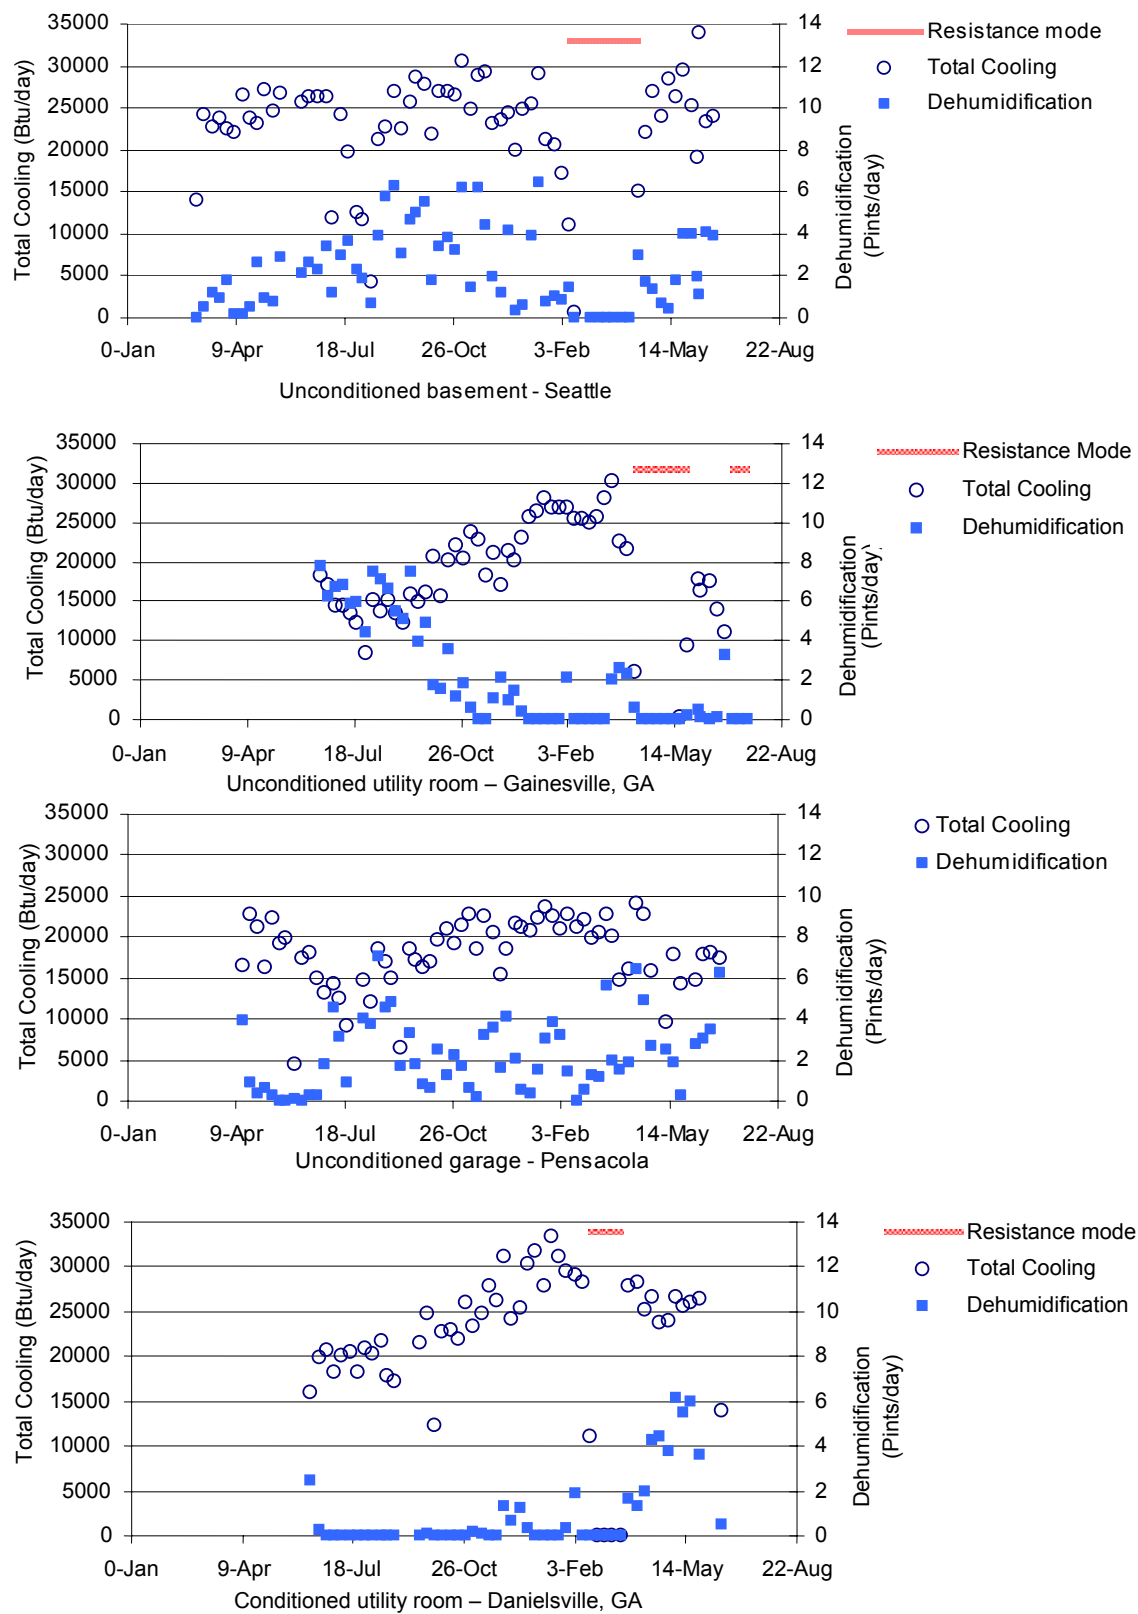 35000
30000
25000
20000
15000
10000
5000
0
Total Cooling (Btu/day)
14
12
10
8
6
4
2
0
Dehumidification
(Pints/day)
Resistance mode
Total Cooling
Dehumidification
0-Jan 9-Apr 18-Jul 26-Oct 3-Feb 14-May 22-Aug
Unconditioned basement - Seattle
35000
30000
25000
20000
15000
10000
5000
0
Total Cooling (Btu/day)
14
12
10
8
6
4
2
0
Dehumidification
(Pints/day)
Resistance Mode
Total Cooling
Dehumidification
0-Jan 9-Apr 18-Jul 26-Oct 3-Feb 14-May 22-Aug
Unconditioned utility room – Gainesville, GA
35000
30000
25000
20000
15000
10000
5000
0
Total Cooling (Btu/day)
14
12
10
8
6
4
2
0
Dehumidification
(Pints/day)
Total Cooling
Dehumidification
0-Jan 9-Apr 18-Jul 26-Oct 3-Feb 14-May 22-Aug
Unconditioned garage - Pensacola
35000
30000
25000
20000
15000
10000
5000
0
Total Cooling (Btu/day)
14
12
10
8
6
4
2
0
Dehumidification
(Pints/day)
Resistance mode
Total Cooling
Dehumidification
0-Jan 9-Apr 18-Jul 26-Oct 3-Feb 14-May 22-Aug
Conditioned utility room – Danielsville, GA